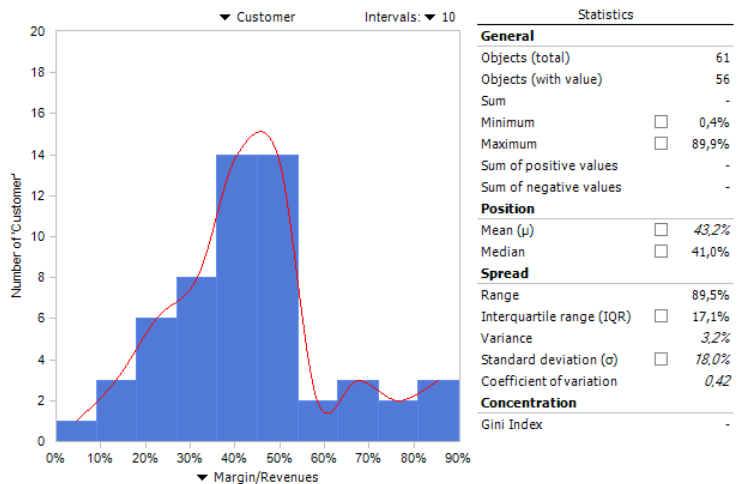 ▼ Customer
Intervals: ▼ 10
20
18
16
14
12
10
8
6
4
2
0
Number of 'Customer'
0% 10% 20% 30% 40% 50% 60% 70% 80% 90%
▼ Margin/Revenues
Statistics
General
Objects (total) 61
Objects (with value) 56
Sum -
Minimum 0,4%
Maximum 89,9%
Sum of positive values -
Sum of negative values -
Position
Mean (μ) 43,2%
Median 41,0%
Spread
Range 89,5%
Interquartile range (IQR) 17,1%
Variance 3,2%
Standard deviation (σ) 18,0%
Coefficient of variation 0,42
Concentration
Gini Index -